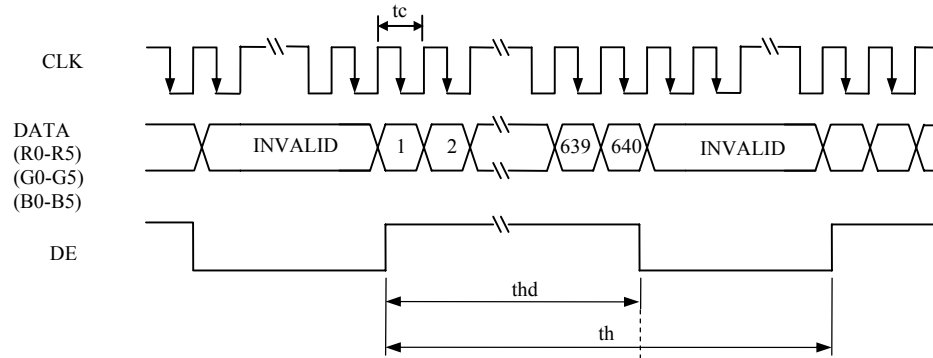 tc
CLK
DATA
(R0-R5)
(G0-G5)
(B0-B5)
INVALID
1
2
639
640
INVALID
DE
thd
th